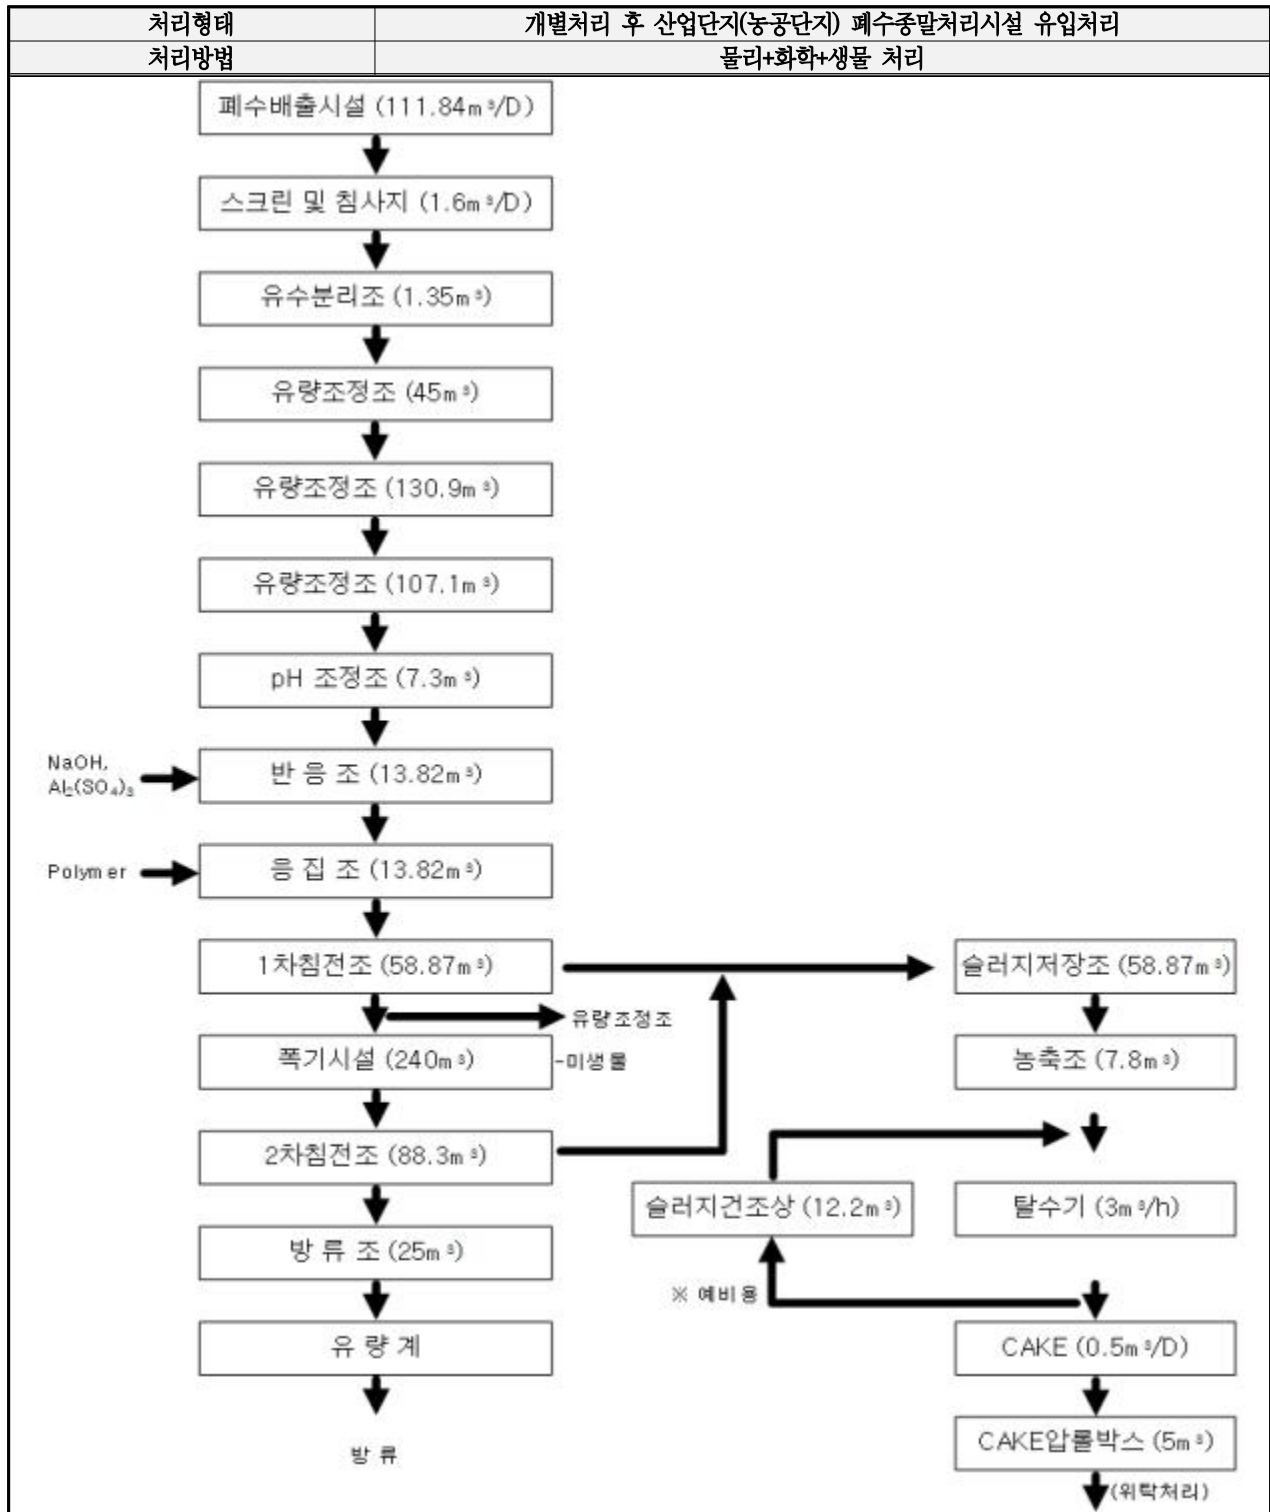 처리형태 개별처리 후 산업단지(농공단지) 폐수종말처리시설 유입처리
처리방법 물리+화학+생물 처리
폐수배출시설 (111.84m³/D)
스크린 및 침사지 (1.6m³/D)
유수분리조 (1.35m³)
유량조정조 (45m³)
유량조정조 (130.9m³)
유량조정조 (107.1m³)
pH 조정조 (7.3m³)
NaOH,
Al₂(SO₄)₃
반 응 조 (13.82m³)
Polymer
응 집 조 (13.82m³)
1차침전조 (58.87m³)
슬러지저장조 (58.87m³)
유량조정조
폭기시설 (240m³)
-미생물
농축조 (7.8m³)
2차침전조 (88.3m³)
슬러지건조상 (12.2m³)
탈수기 (3m³/h)
방 류 조 (25m³)
※ 예비용
유 량 계
CAKE (0.5m³/D)
방 류
CAKE압롤박스 (5m³)
(위탁처리)